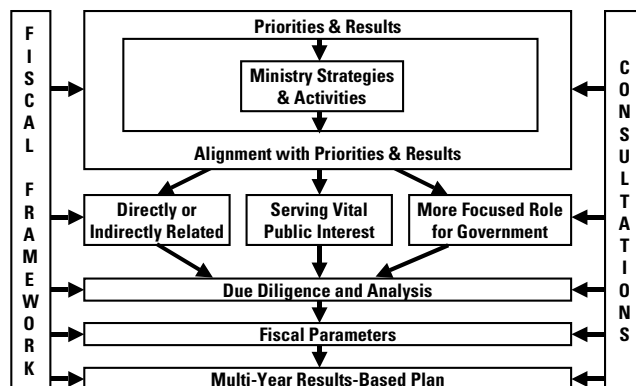 FISCAL FRAMEWORK
Priorities & Results
Ministry Strategies
& Activities
Alignment with Priorities & Results
Directly or
Indirectly Related
Serving Vital
Public Interest
More Focused Role
for Government
Due Diligence and Analysis
Fiscal Parameters
Multi-Year Results-Based Plan
CONSULTATIONS